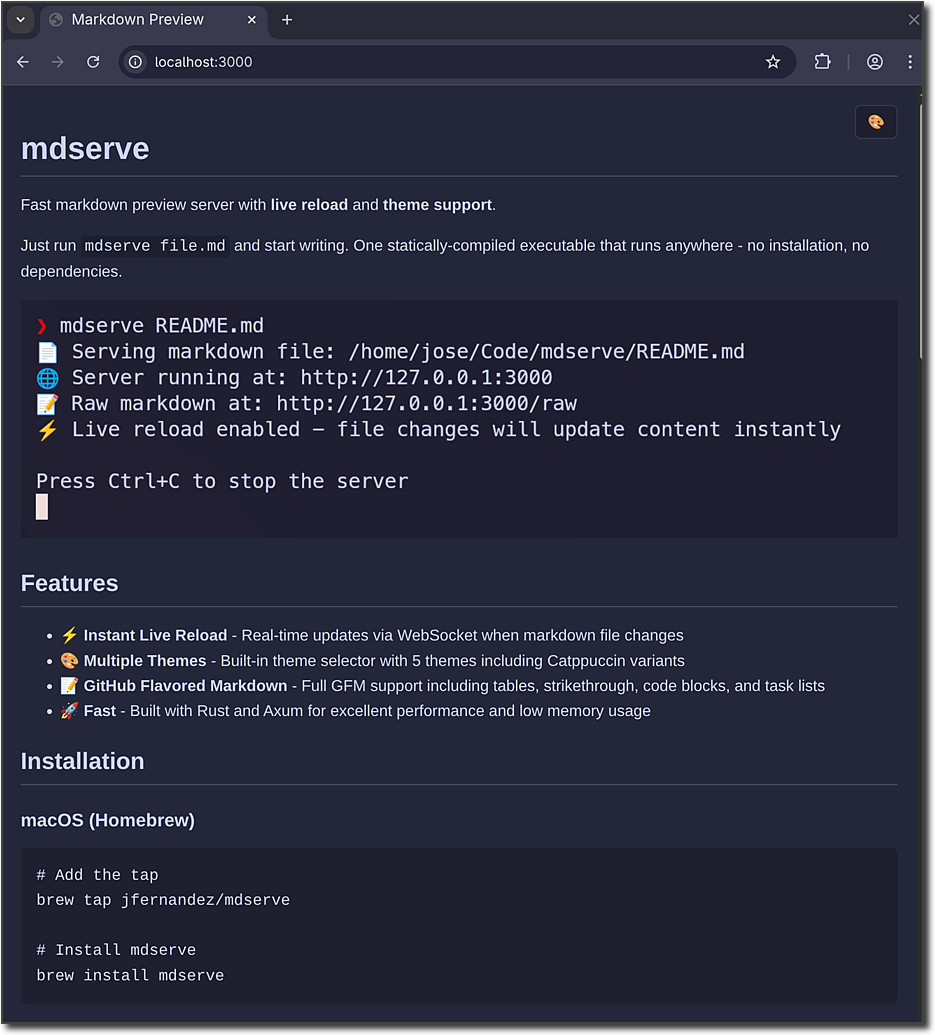 Markdown Preview
localhost:3000
mdserve
Fast markdown preview server with live reload and theme support.
Just run mdserve file.md and start writing. One statically-compiled executable that runs anywhere - no installation, no
dependencies.
❯ mdserve README.md
📄 Serving markdown file: /home/jose/Code/mdserve/README.md
🌐 Server running at: http://127.0.0.1:3000
📝 Raw markdown at: http://127.0.0.1:3000/raw
⚡ Live reload enabled – file changes will update content instantly
Press Ctrl+C to stop the server
Features
• ⚡ Instant Live Reload - Real-time updates via WebSocket when markdown file changes
• 🎨 Multiple Themes - Built-in theme selector with 5 themes including Catppuccin variants
• 📝 GitHub Flavored Markdown - Full GFM support including tables, strikethrough, code blocks, and task lists
• 🚀 Fast - Built with Rust and Axum for excellent performance and low memory usage
Installation
macOS (Homebrew)
# Add the tap
brew tap jfernandez/mdserve
# Install mdserve
brew install mdserve